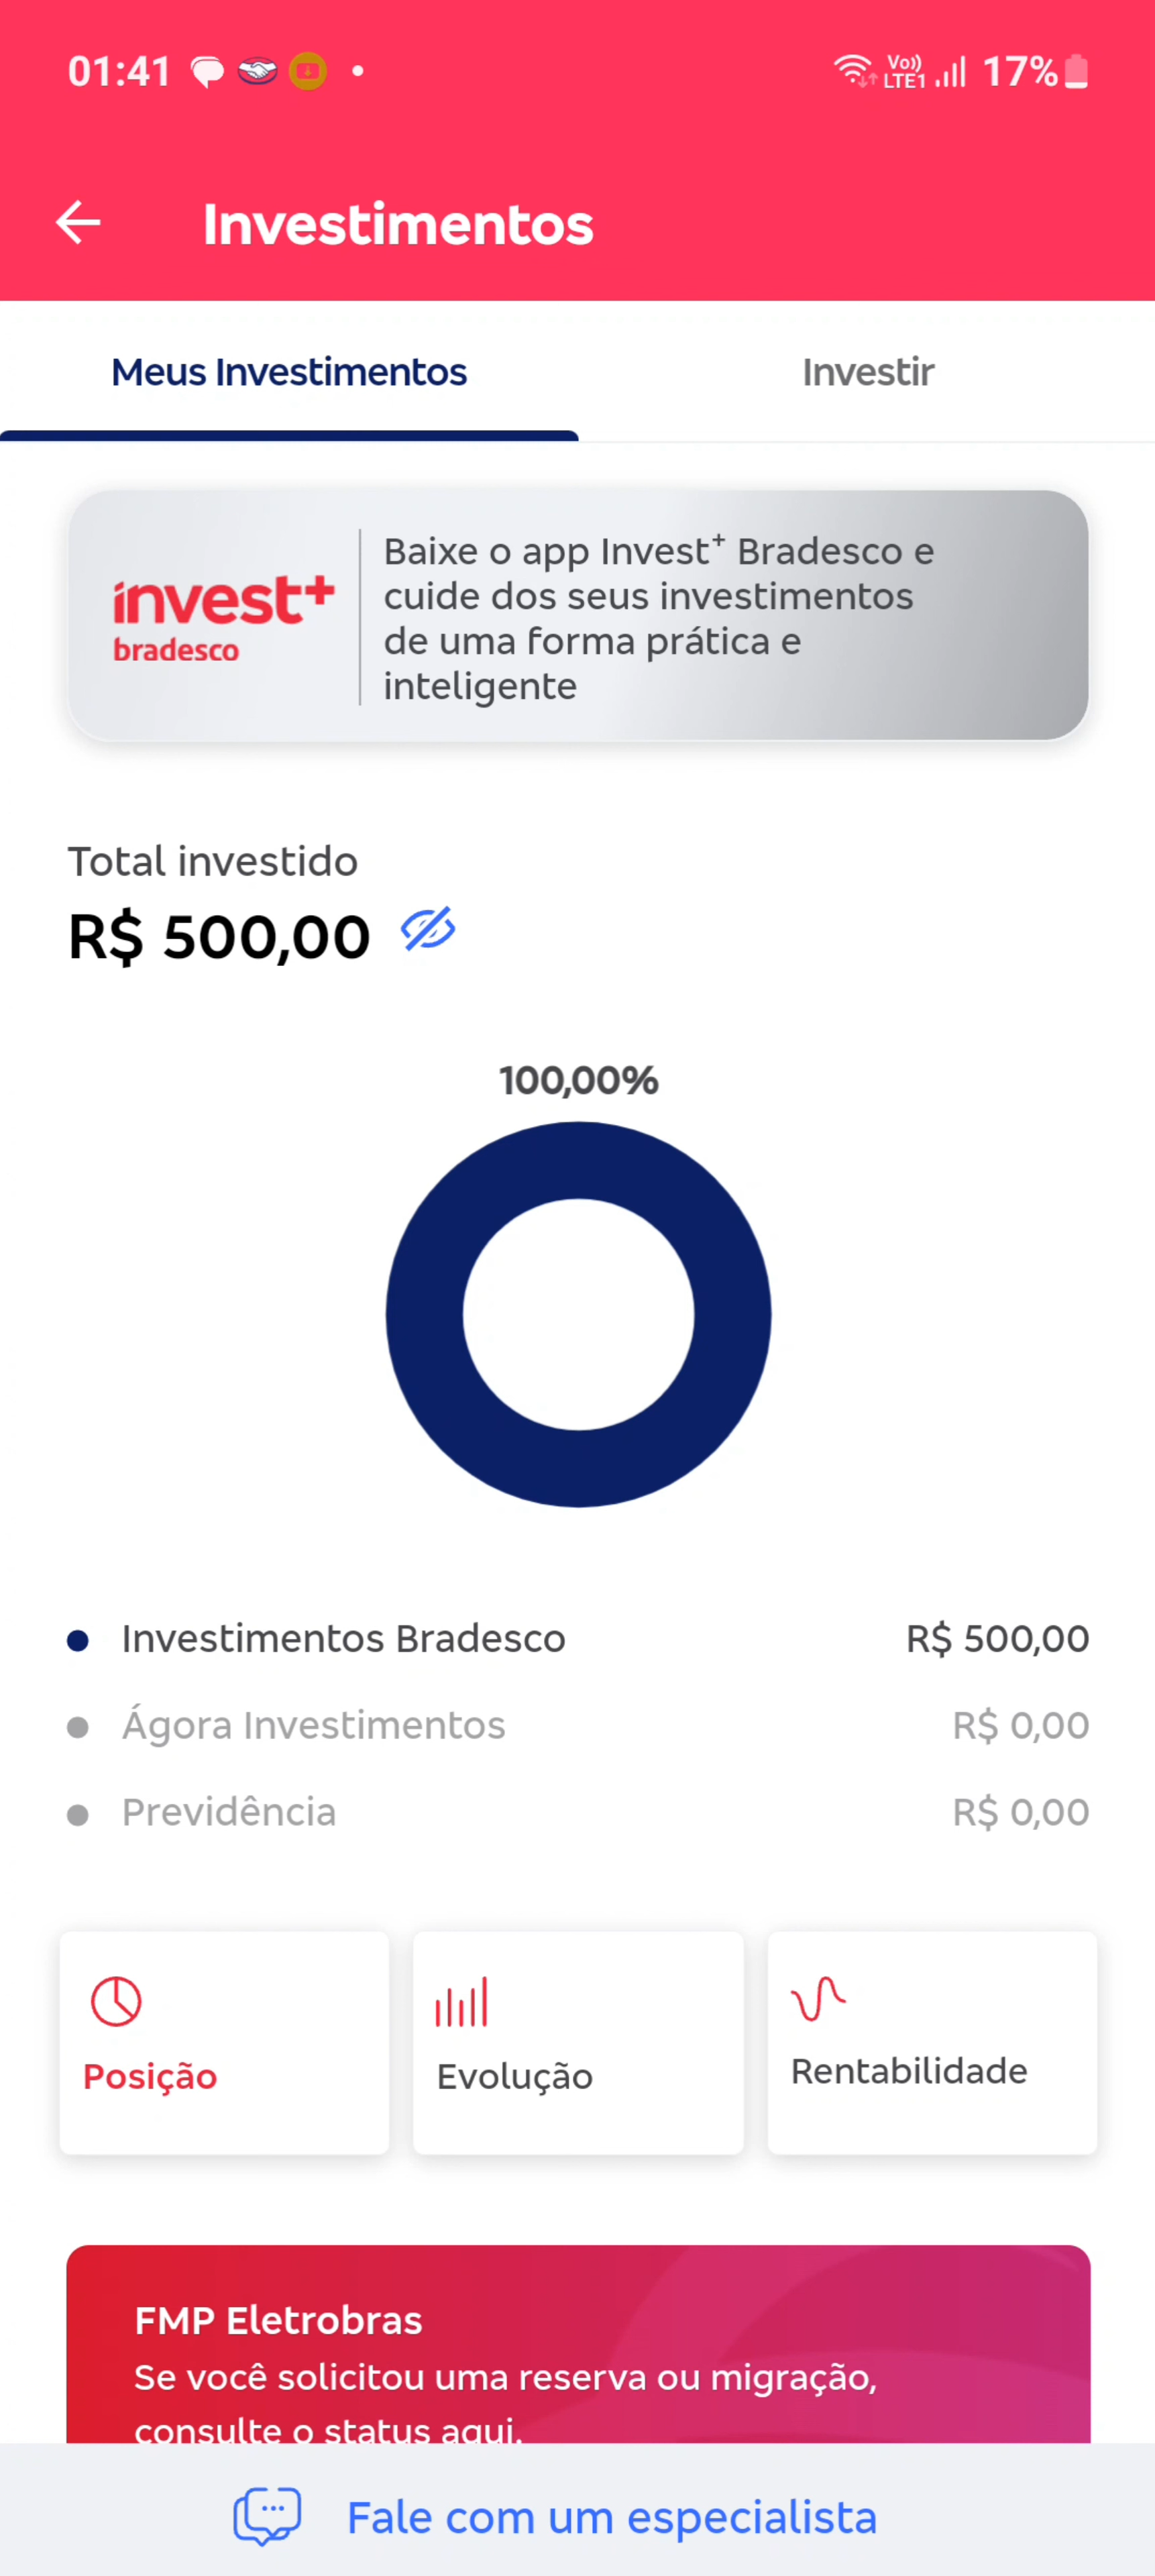 01:41 Vo)) LTE1 17%
Investimentos
Meus Investimentos Investir
invest+
bradesco
Baixe o app Invest+ Bradesco e
cuide dos seus investimentos
de uma forma prática e
inteligente
Total investido
R$ 500,00
100,00%
Investimentos Bradesco R$ 500,00
Ágora Investimentos R$ 0,00
Previdência R$ 0,00
Posição
Evolução
Rentabilidade
FMP Eletrobras
Se você solicitou uma reserva ou migração,
consulte o status aqui.
Fale com um especialista